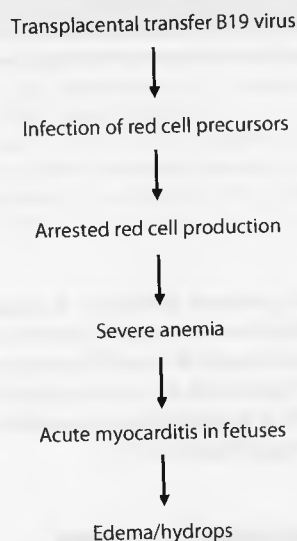 Transplacental transfer B19 virus
Infection of red cell precursors
Arrested red cell production
Severe anemia
Acute myocarditis in fetuses
Edema/hydrops